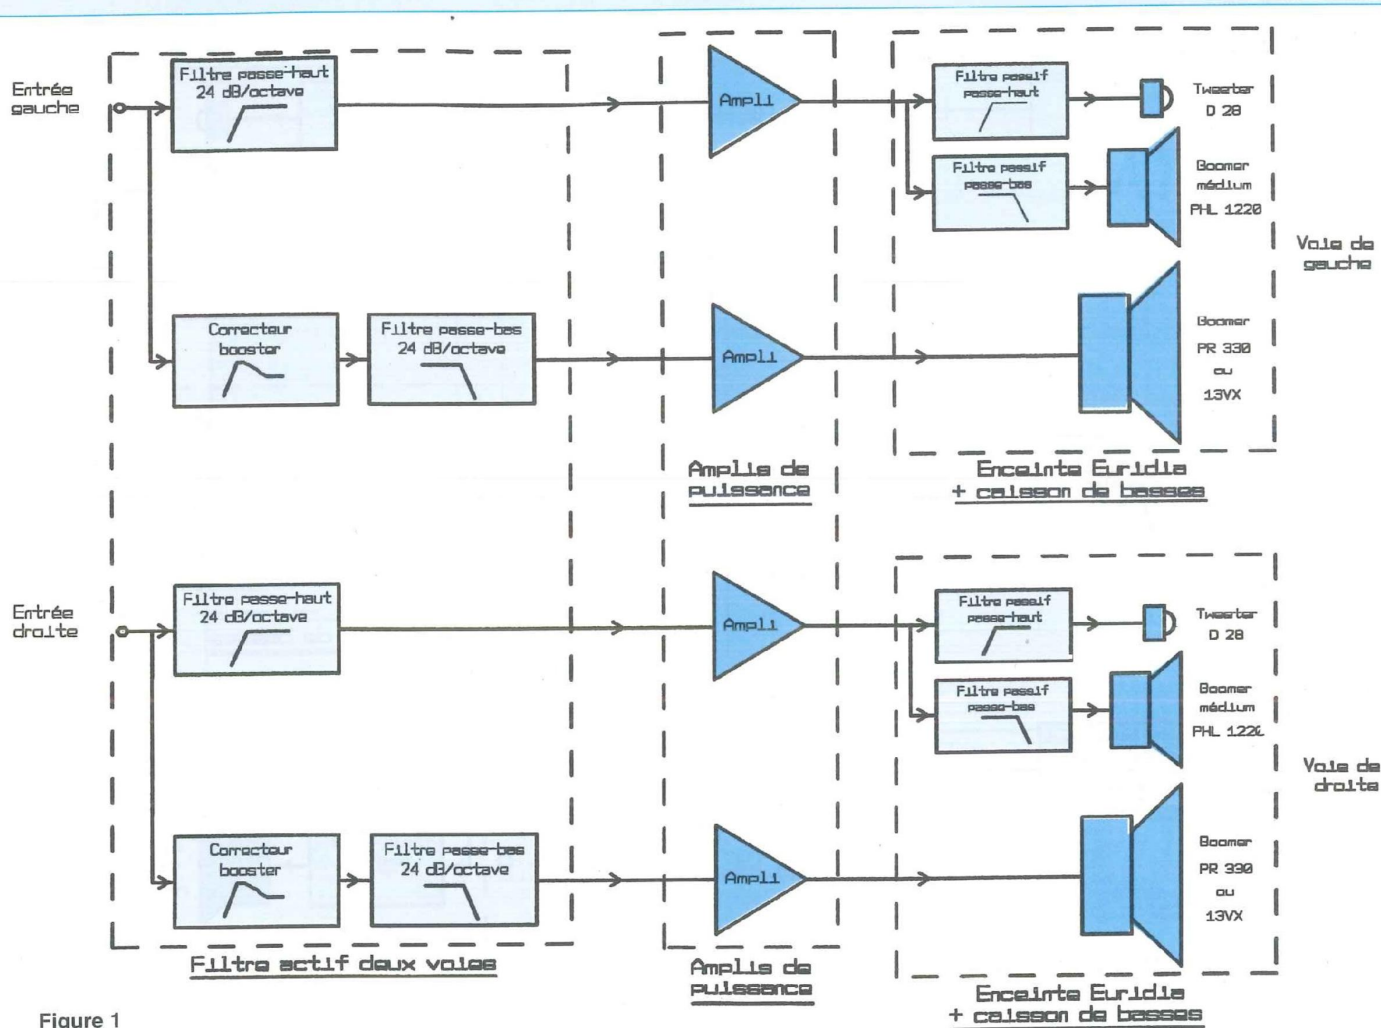 Entrée
gauche
Filtre passe-haut
24 dB/octave
Ampli
Filtre passif
passe-haut
Tweeter
D 28
Filtre passif
passe-bas
Boomer
médium
PHL 1220
Voie de
gauche
Correcteur
booster
Filtre passe-bas
24 dB/octave
Ampli
Boomer
PR 330
ou
13VX
Amplis de
puissance
Enceinte Euridia
+ caisson de basses
Entrée
droite
Filtre passe-haut
24 dB/octave
Ampli
Filtre passif
passe-haut
Tweeter
D 28
Filtre passif
passe-bas
Boomer
médium
PHL 1220
Voie de
droite
Correcteur
booster
Filtre passe-bas
24 dB/octave
Ampli
Boomer
PR 330
ou
13VX
Filtre actif deux voies
Amplis de
puissance
Enceinte Euridia
+ caisson de basses
Figure 1